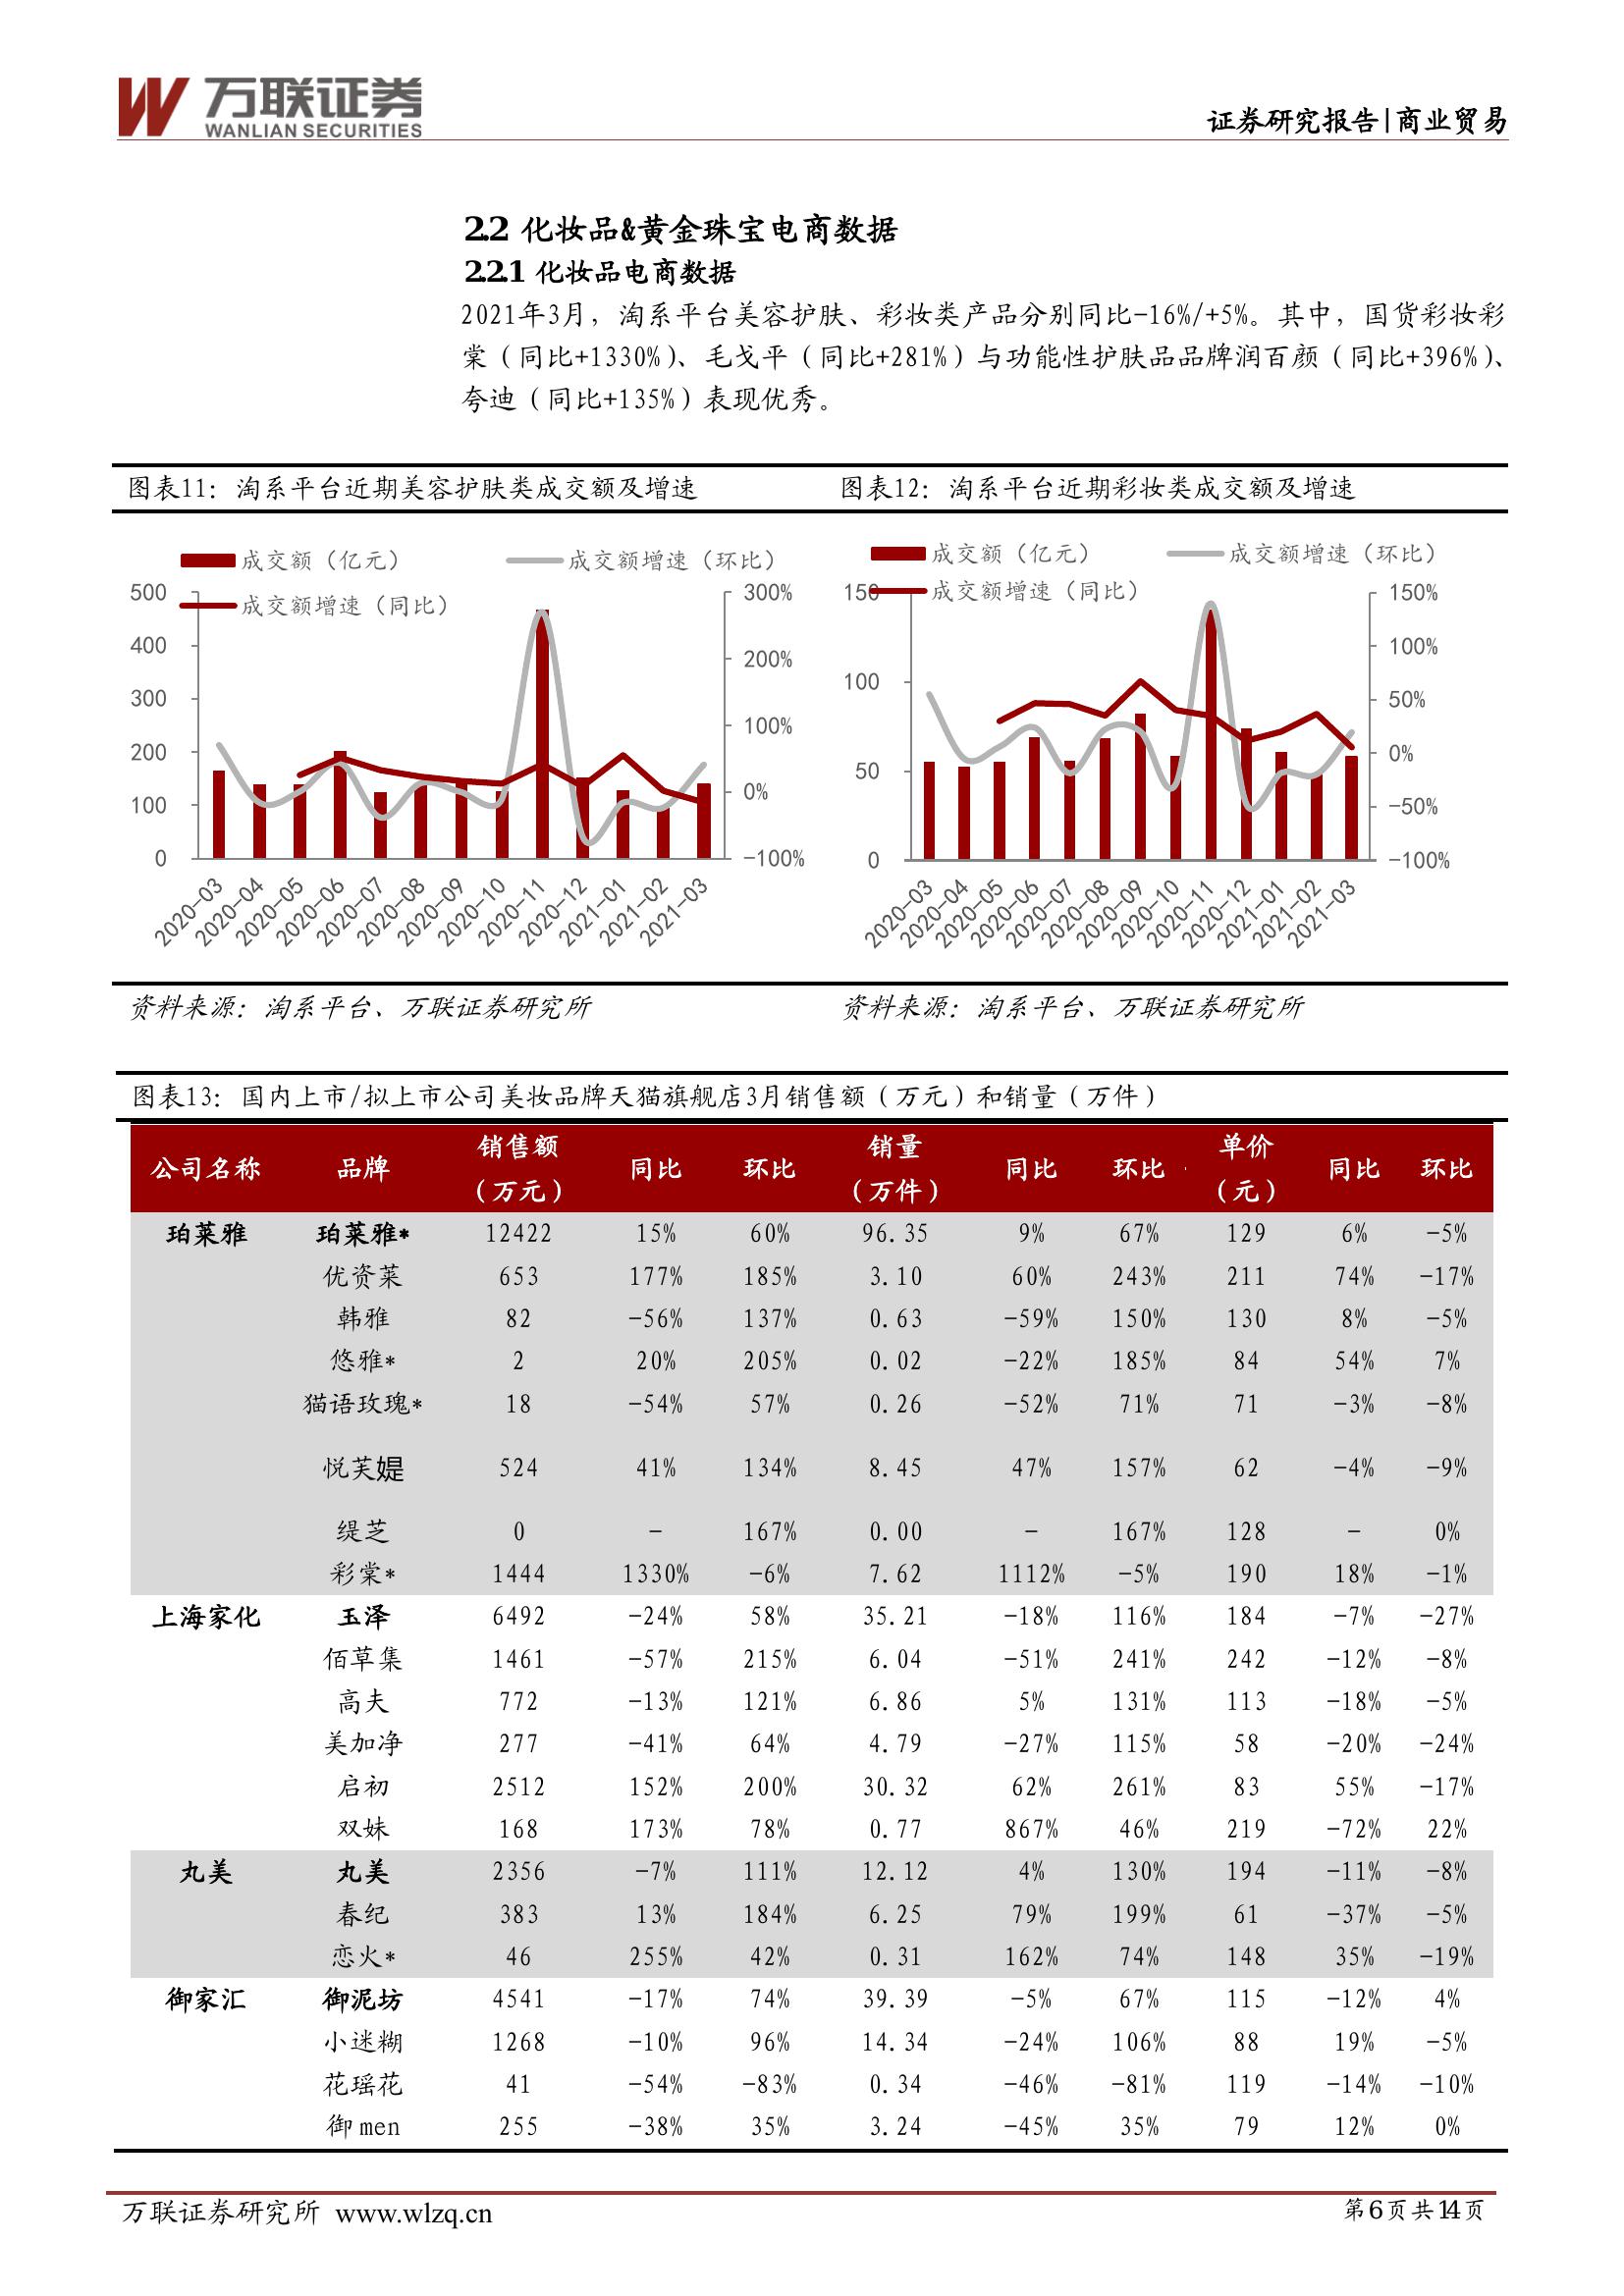 万联证券
WANLIAN SECURITIES
证券研究报告|商业贸易
2.2 化妆品&黄金珠宝电商数据
2.2.1 化妆品电商数据
2021年3月，淘系平台美容护肤、彩妆类产品分别同比-16%/+5%。其中，国货彩妆彩
棠（同比+1330%）、毛戈平（同比+281%）与功能性护肤品品牌润百颜（同比+396%）、
夸迪（同比+135%）表现优秀。
图表11：淘系平台近期美容护肤类成交额及增速
成交额（亿元） 成交额增速（环比）
成交额增速（同比）
500
400
300
200
100
0
300%
200%
100%
0%
-100%
2020-03 2020-04 2020-05 2020-06 2020-07 2020-08 2020-09 2020-10 2020-11 2020-12 2021-01 2021-02 2021-03
资料来源：淘系平台、万联证券研究所
图表12：淘系平台近期彩妆类成交额及增速
成交额（亿元） 成交额增速（环比）
成交额增速（同比）
150
100
50
0
150%
100%
50%
0%
-50%
-100%
2020-03 2020-04 2020-05 2020-06 2020-07 2020-08 2020-09 2020-10 2020-11 2020-12 2021-01 2021-02 2021-03
资料来源：淘系平台、万联证券研究所
图表13：国内上市/拟上市公司美妆品牌天猫旗舰店3月销售额（万元）和销量（万件）
公司名称 品牌 销售额（万元） 同比 环比 销量（万件） 同比 环比 单价（元） 同比 环比
珀莱雅 珀莱雅* 12422 15% 60% 96.35 9% 67% 129 6% -5%
优资莱 653 177% 185% 3.10 60% 243% 211 74% -17%
韩雅 82 -56% 137% 0.63 -59% 150% 130 8% -5%
悠雅* 2 20% 205% 0.02 -22% 185% 84 54% 7%
猫语玫瑰* 18 -54% 57% 0.26 -52% 71% 71 -3% -8%
悦芙媞 524 41% 134% 8.45 47% 157% 62 -4% -9%
缇芝 0 - 167% 0.00 - 167% 128 - 0%
彩棠* 1444 1330% -6% 7.62 1112% -5% 190 18% -1%
上海家化 玉泽 6492 -24% 58% 35.21 -18% 116% 184 -7% -27%
佰草集 1461 -57% 215% 6.04 -51% 241% 242 -12% -8%
高夫 772 -13% 121% 6.86 5% 131% 113 -18% -5%
美加净 277 -41% 64% 4.79 -27% 115% 58 -20% -24%
启初 2512 152% 200% 30.32 62% 261% 83 55% -17%
双妹 168 173% 78% 0.77 867% 46% 219 -72% 22%
丸美 丸美 2356 -7% 111% 12.12 4% 130% 194 -11% -8%
春纪 383 13% 184% 6.25 79% 199% 61 -37% -5%
恋火* 46 255% 42% 0.31 162% 74% 148 35% -19%
御家汇 御泥坊 4541 -17% 74% 39.39 -5% 67% 115 -12% 4%
小迷糊 1268 -10% 96% 14.34 -24% 106% 88 19% -5%
花瑶花 41 -54% -83% 0.34 -46% -81% 119 -14% -10%
御men 255 -38% 35% 3.24 -45% 35% 79 12% 0%
万联证券研究所 www.wlzq.cn
第6页共14页